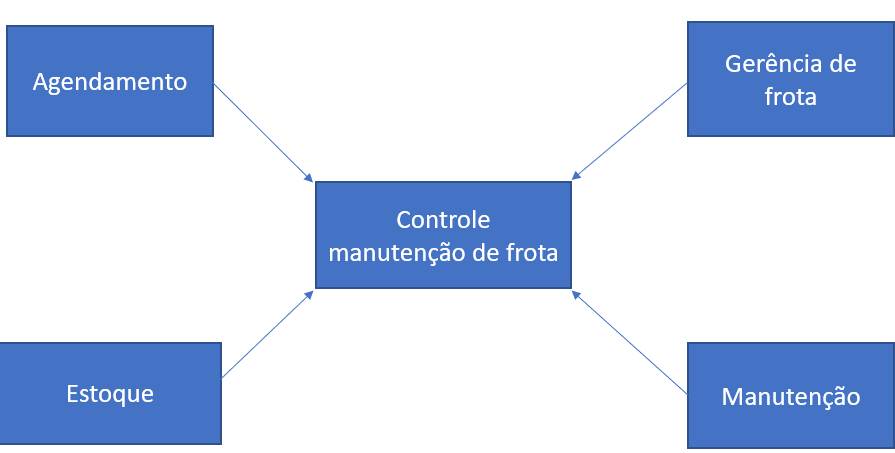 Agendamento
Gerência de
frota
Controle
manutenção de frota
Estoque
Manutenção